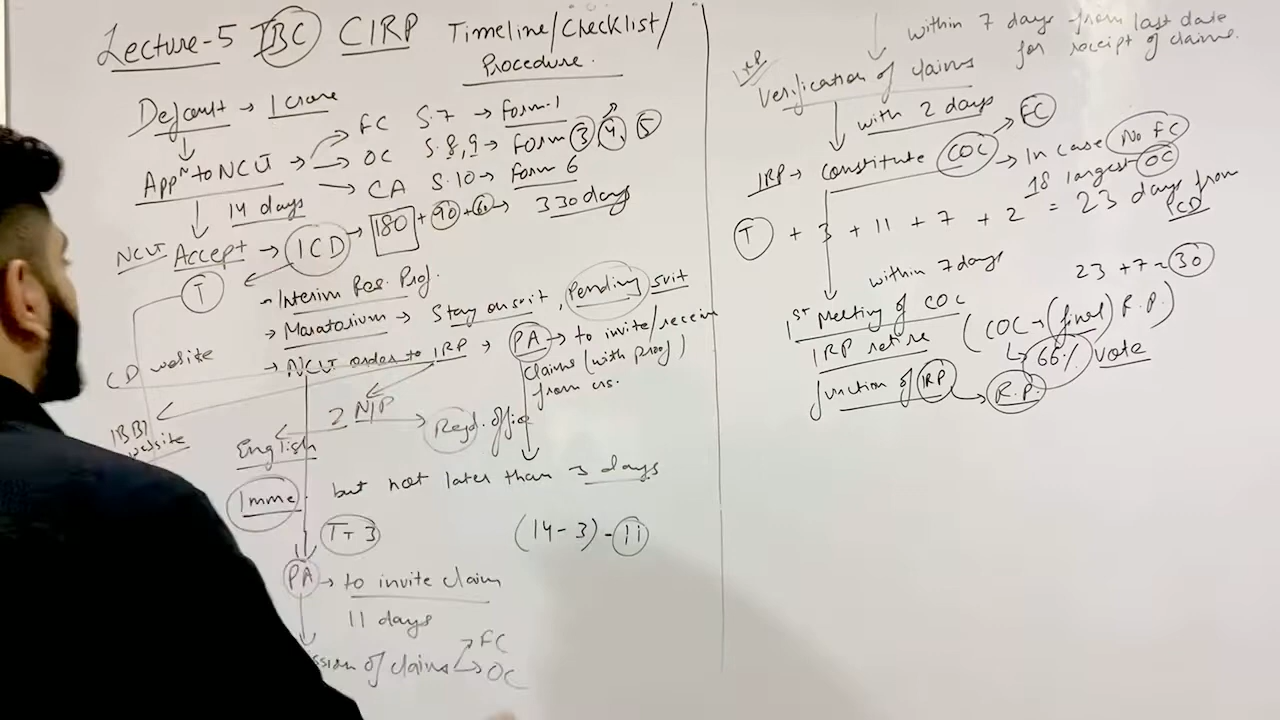 Lecture-5 IBC CIRP Timeline/Checklist/
Procedure.
Default → 1 crore
Appⁿ to NCLT → FC S.7 → Form-1
→ OC S.8,9 → Form 3, 4, 5
→ CA S.10 → Form 6
14 days
NCLT Accept → ICD → 180 + 90 + 60 → 330 days
T
- Interim Res. Prof.
→ Moratorium → Stay on suit, Pending suit
→ NCLT order to IRP → PA → to invite/receive
claims (with proof)
from crs.
CD website
IBBI
website
2 N/P
English
Regd. office
Imme. but not later than 3 days
T+3
(14-3) - 11
PA → to invite claim
11 days
ssion of claims → FC
→ OC
within 7 days from last date
for receipt of claims.
IRP
Verification of claims
with 2 days
IRP → constitute COC → FC
→ In case No FC
18 largest OC
T + 3 + 11 + 7 + 2 = 23 days from
ICD
within 7 days
23 + 7 = 30
1ST Meeting of COC
(COC → (final) R.P.)
66% vote
IRP retire
function of IRP → R.P.